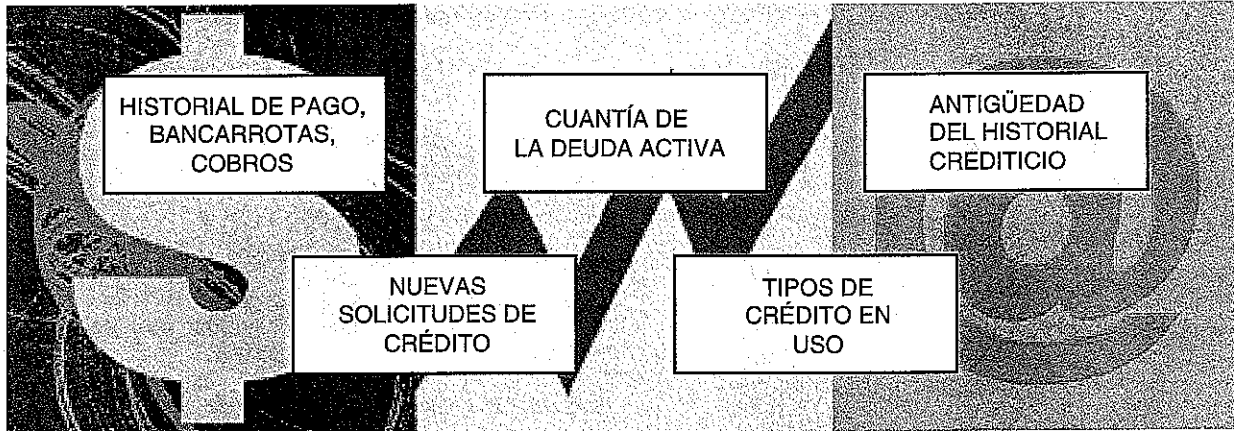 HISTORIAL DE PAGO,
BANCARROTAS,
COBROS
CUANTÍA DE
LA DEUDA ACTIVA
ANTIGÜEDAD
DEL HISTORIAL
CREDITICIO
NUEVAS
SOLICITUDES DE
CRÉDITO
TIPOS DE
CRÉDITO EN
USO